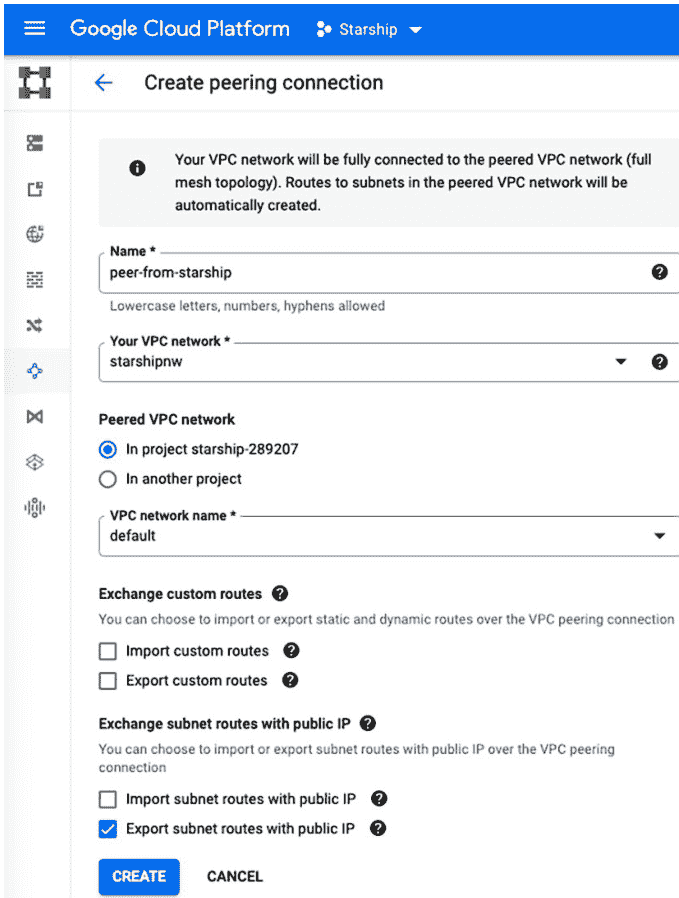 Google Cloud Platform Starship
Create peering connection
Your VPC network will be fully connected to the peered VPC network (full
mesh topology). Routes to subnets in the peered VPC network will be
automatically created.
Name *
peer-from-starship
Lowercase letters, numbers, hyphens allowed
Your VPC network *
starshipnw
Peered VPC network
In project starship-289207
In another project
VPC network name *
default
Exchange custom routes
You can choose to import or export static and dynamic routes over the VPC peering connection
Import custom routes
Export custom routes
Exchange subnet routes with public IP
You can choose to import or export subnet routes with public IP over the VPC peering
connection
Import subnet routes with public IP
Export subnet routes with public IP
CREATE CANCEL